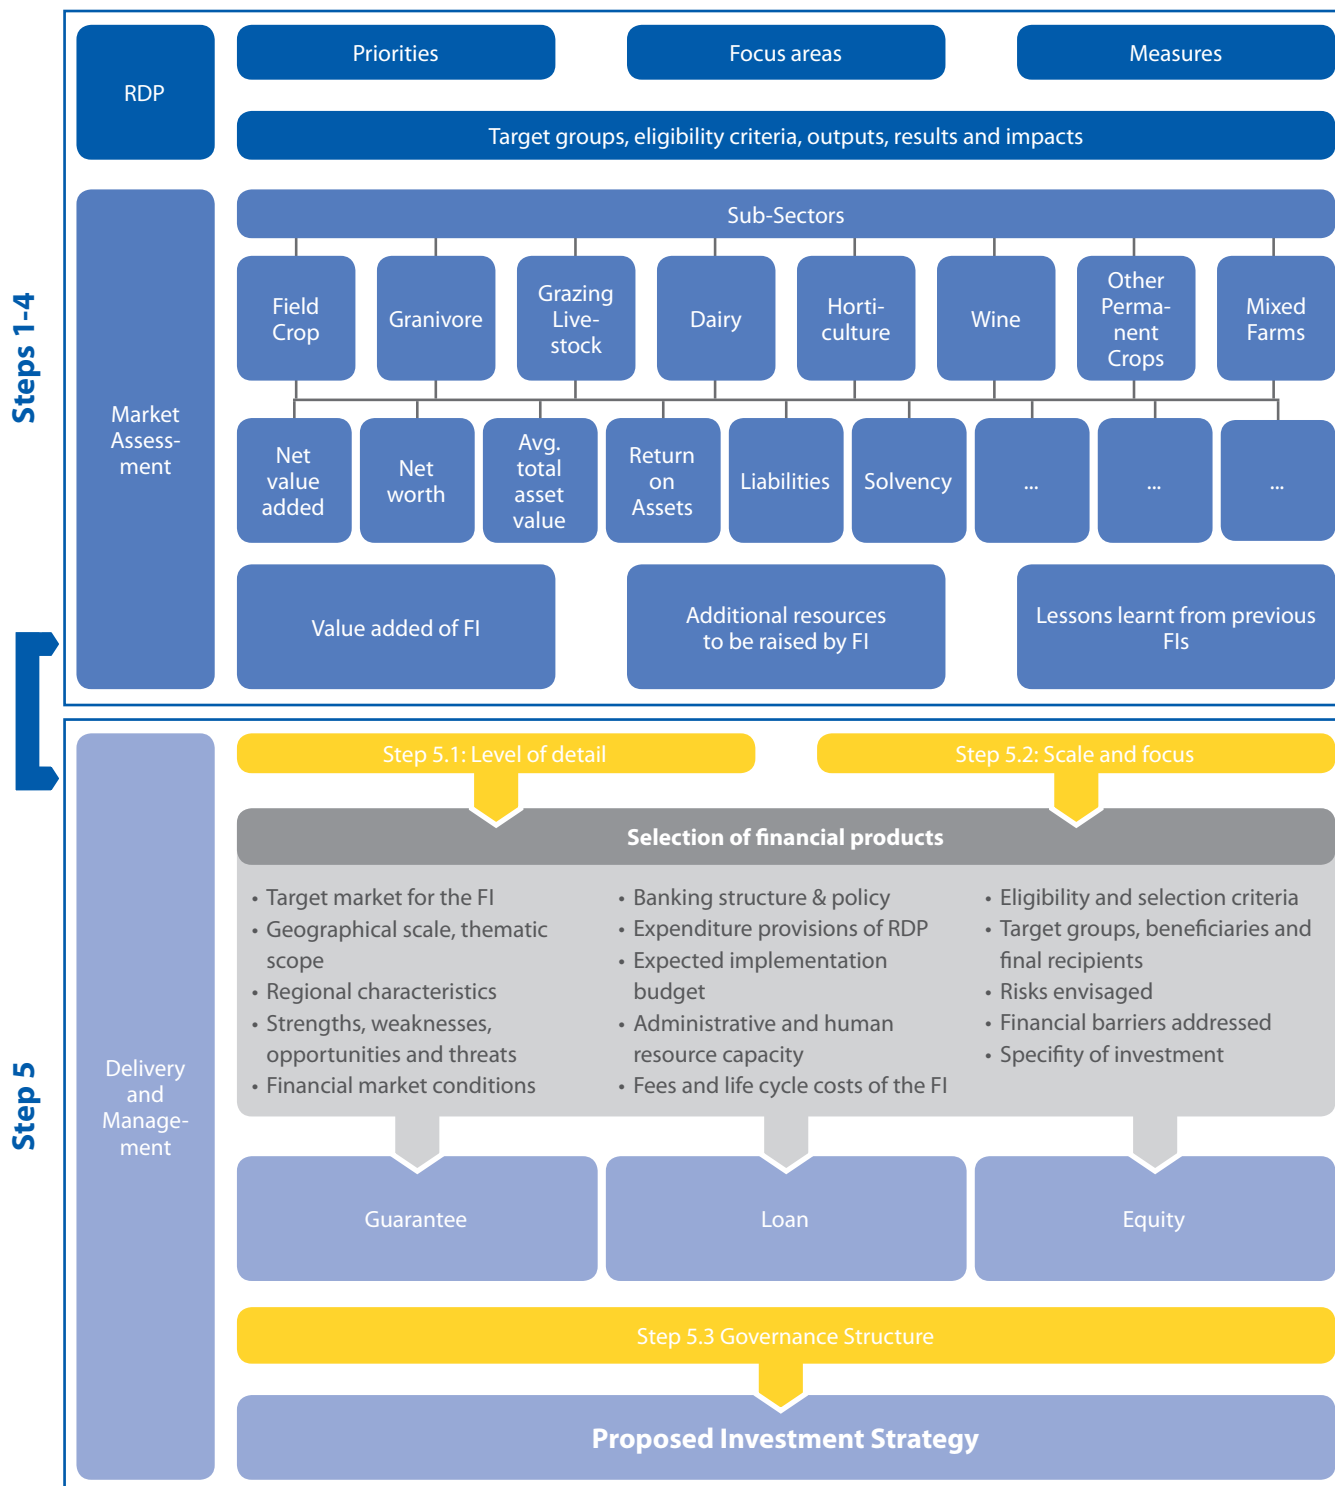 Steps 1-4
RDP
Priorities
Focus areas
Measures
Target groups, eligibility criteria, outputs, results and impacts
Market
Assess-
ment
Sub-Sectors
Field
Crop
Granivore
Grazing
Live-
stock
Dairy
Horti-
culture
Wine
Other
Perma-
nent
Crops
Mixed
Farms
Net
value
added
Net
worth
Avg.
total
asset
value
Return
on
Assets
Liabilities
Solvency
...
...
...
Value added of FI
Additional resources
to be raised by FI
Lessons learnt from previous
FIs
Step 5
Delivery
and
Manage-
ment
Step 5.1: Level of detail
Step 5.2: Scale and focus
Selection of financial products
• Target market for the FI
• Geographical scale, thematic
scope
• Regional characteristics
• Strengths, weaknesses,
opportunities and threats
• Financial market conditions
• Banking structure & policy
• Expenditure provisions of RDP
• Expected implementation
budget
• Administrative and human
resource capacity
• Fees and life cycle costs of the FI
• Eligibility and selection criteria
• Target groups, beneficiaries and
final recipients
• Risks envisaged
• Financial barriers addressed
• Specifity of investment
Guarantee
Loan
Equity
Step 5.3 Governance Structure
Proposed Investment Strategy